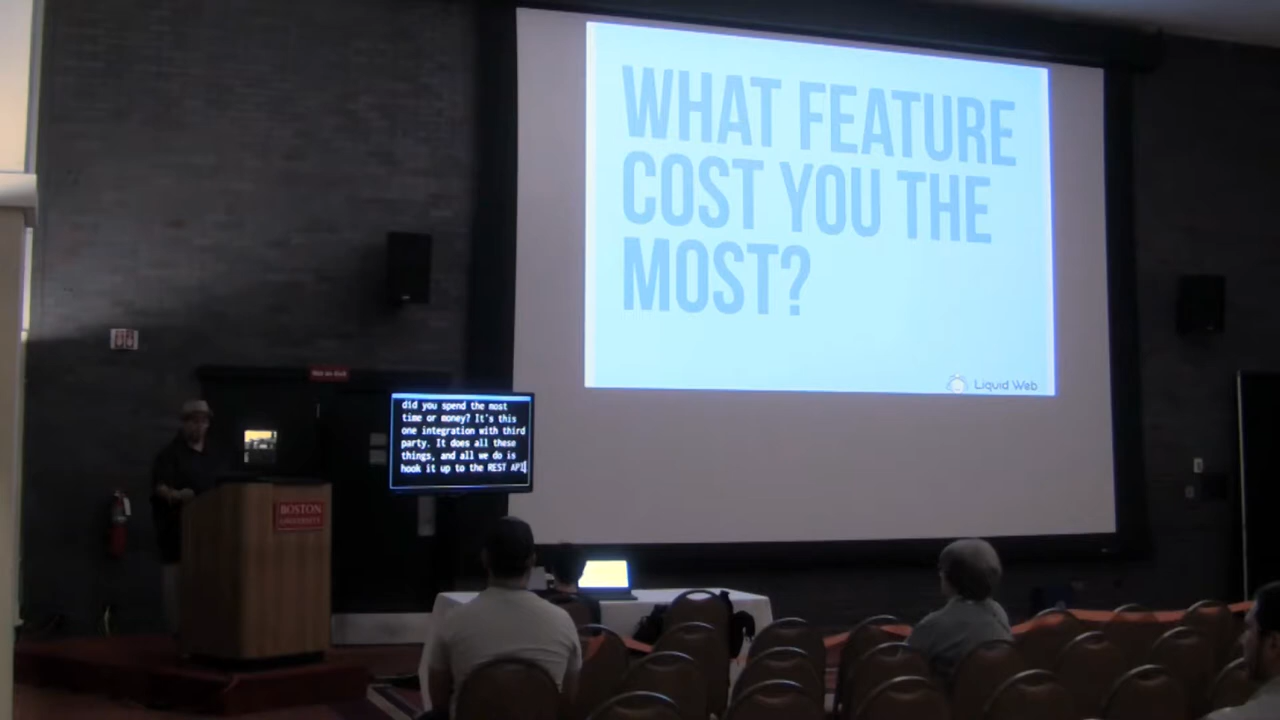 WHAT FEATURE
COST YOU THE
MOST?
Liquid Web
did you spend the most
time or money? It's this
one integration with third
party. It does all these
things, and all we do is
hook it up to the REST API
BOSTON
UNIVERSITY